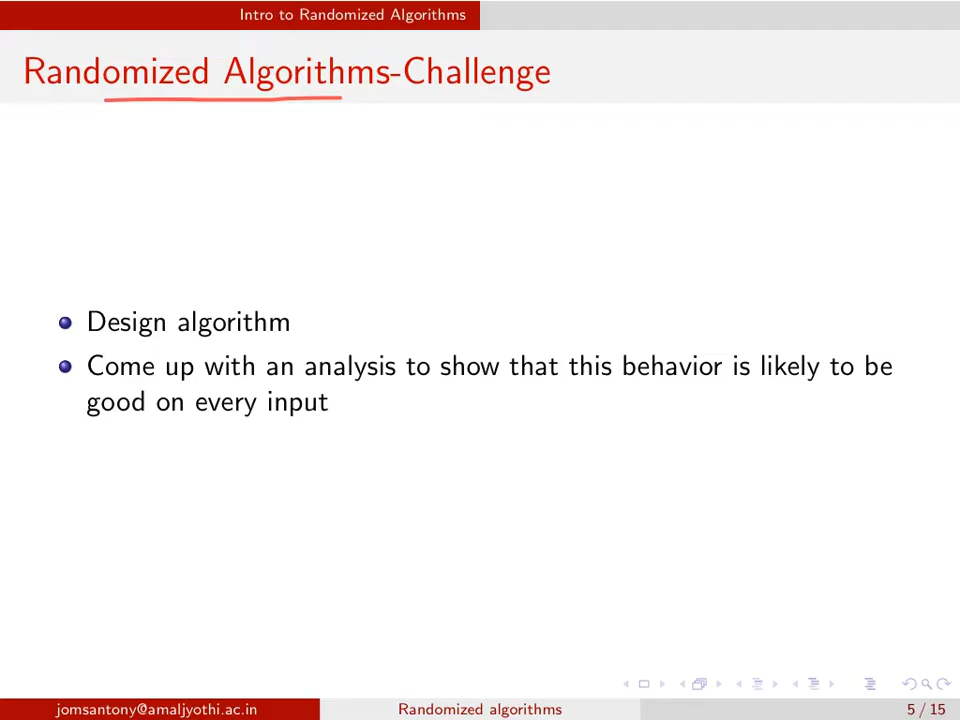 Intro to Randomized Algorithms
Randomized Algorithms-Challenge
Design algorithm
Come up with an analysis to show that this behavior is likely to be
good on every input
jomsantony@amaljyothi.ac.in
Randomized algorithms
5 / 15